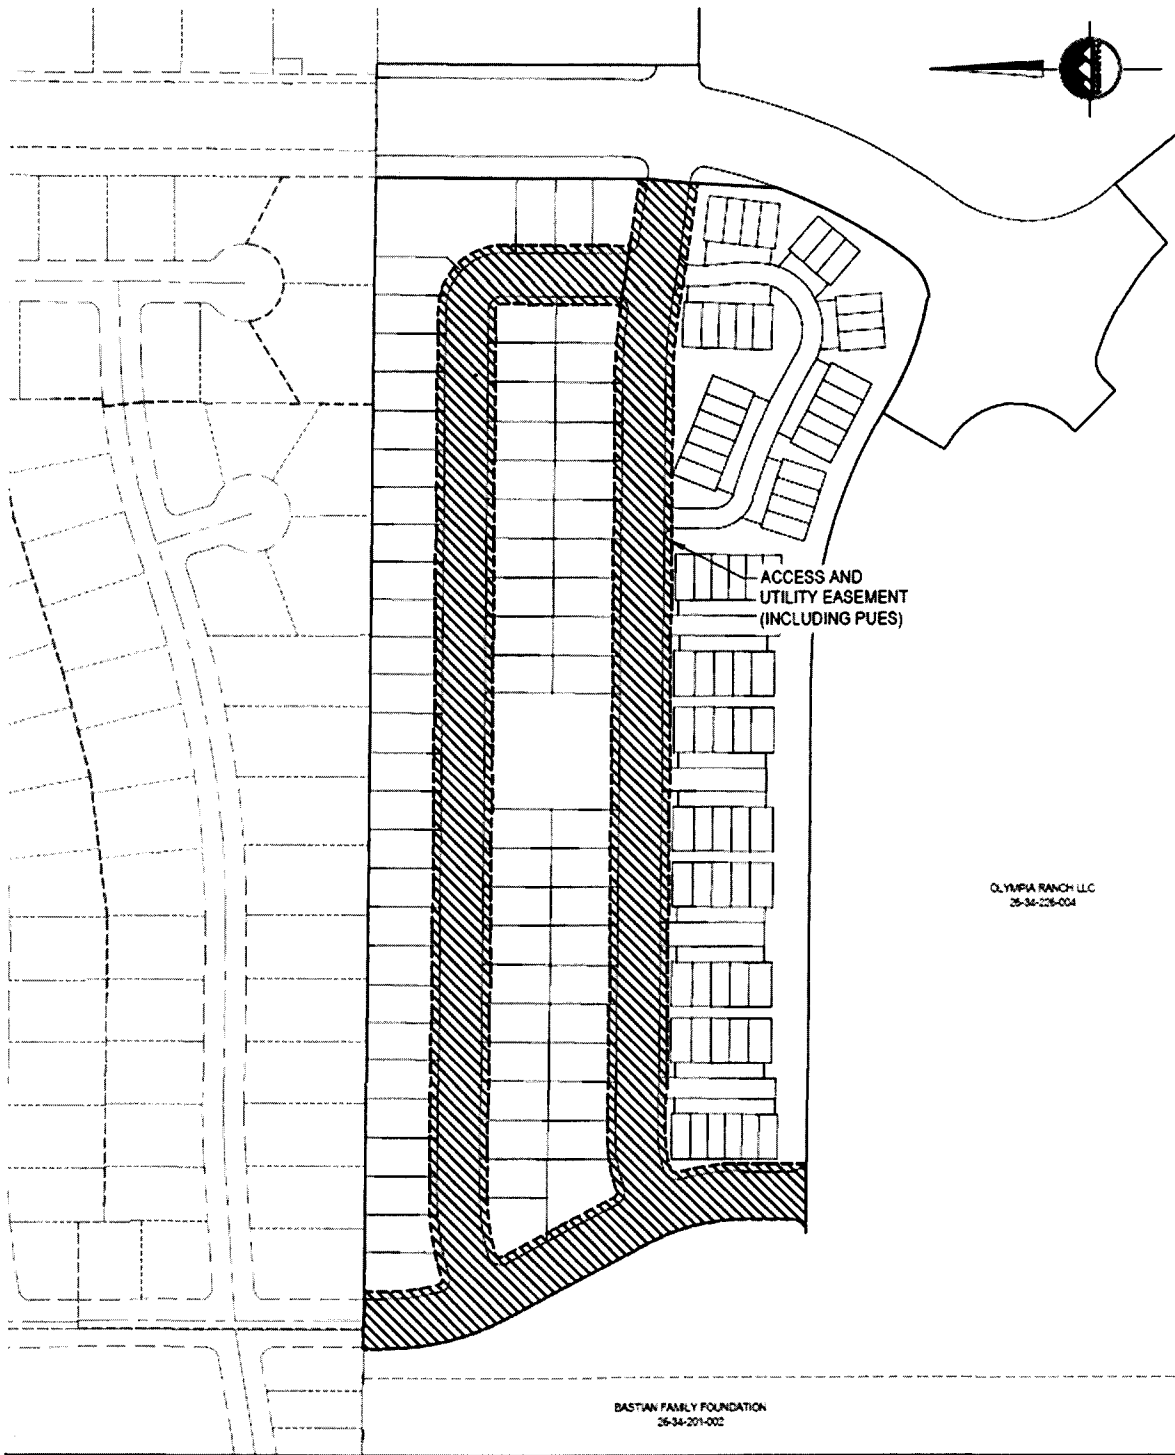 ACCESS AND
UTILITY EASEMENT
(INCLUDING PUES)
OLYMPIA RANCH LLC
26-34-226-004
BASTIAN FAMILY FOUNDATION
26-34-201-002